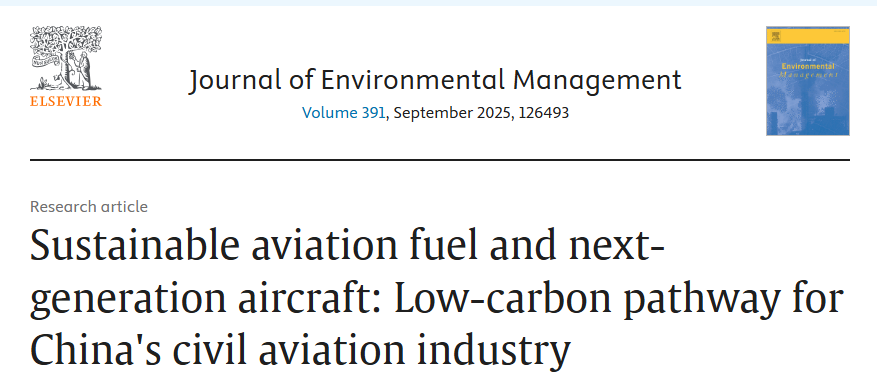 ELSEVIER
Journal of Environmental Management
Volume 391, September 2025, 126493
Environmental
Management
Research article
Sustainable aviation fuel and next-
generation aircraft: Low-carbon pathway for
China's civil aviation industry